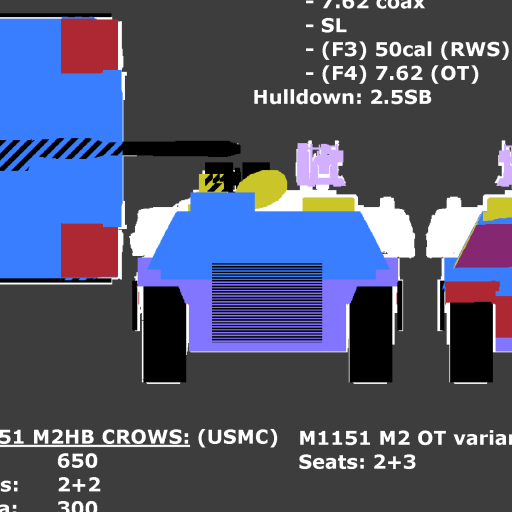 - 7.62 coax
- SL
- (F3) 50cal (RWS)
- (F4) 7.62 (OT)
Hulldown: 2.5SB
51 M2HB CROWS: (USMC)
650
s: 2+2
a: 300
M1151 M2 OT varian
Seats: 2+3